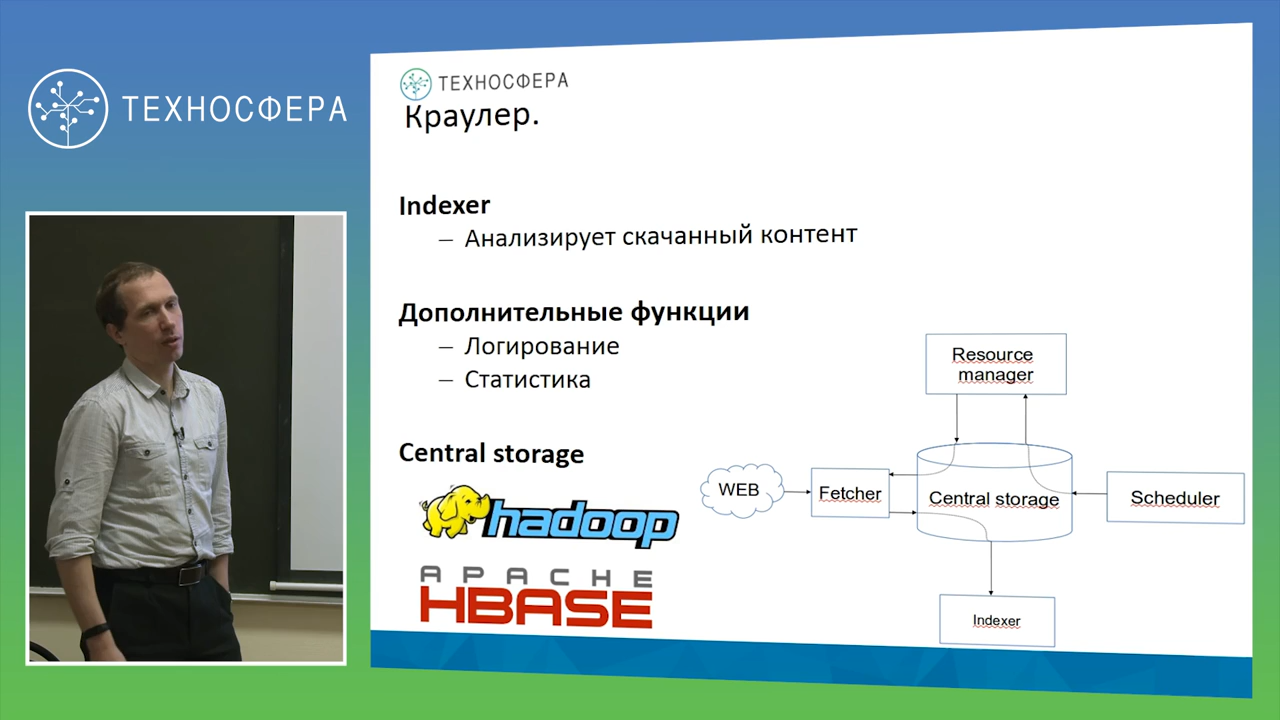 ТЕХНОСФЕРА
ТЕХНОСФЕРА
Краулер.
Indexer
– Анализирует скачанный контент
Дополнительные функции
– Логирование
– Статистика
Central storage
hadoop
APACHE
HBASE
Resource
manager
WEB
Fetcher
Central storage
Scheduler
Indexer